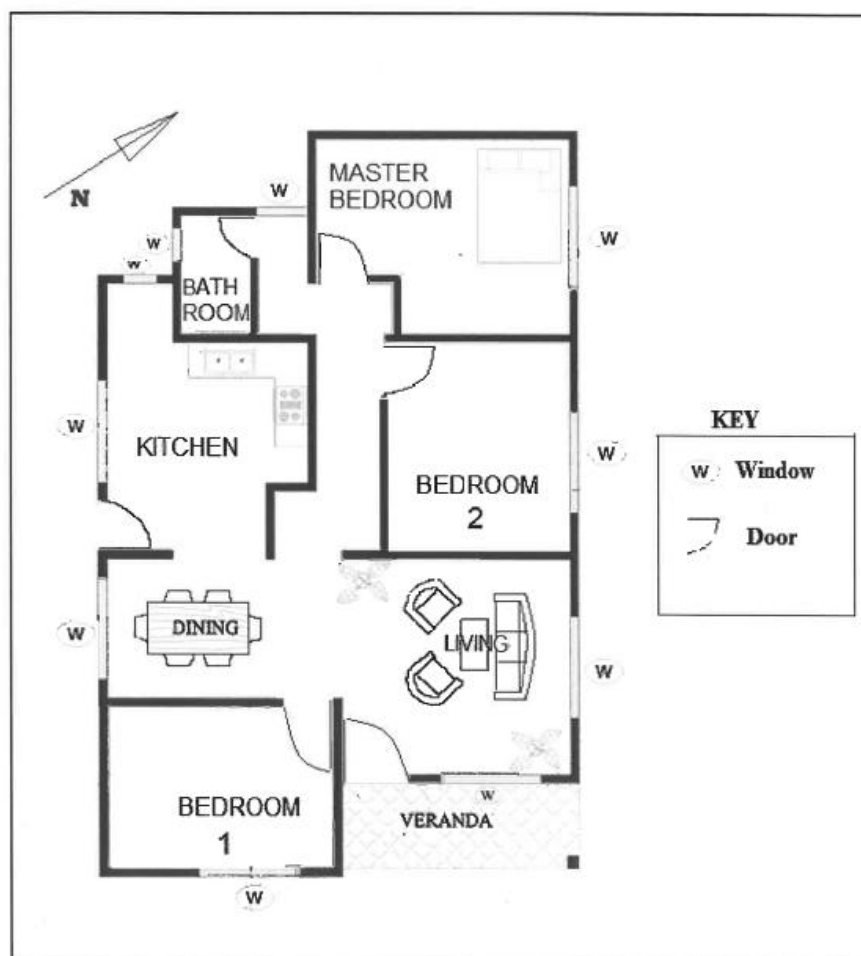 N
W
MASTER
BEDROOM
W
W
W
BATH
ROOM
KEY
W
KITCHEN
W
W Window
BEDROOM
2
Door
W
DINING
LIVING
W
BEDROOM
1
W
VERANDA
W